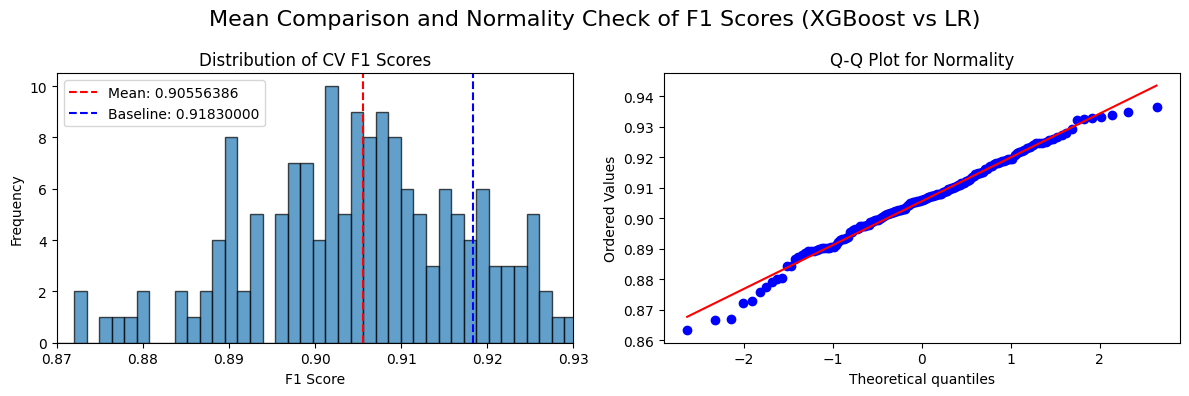 Mean Comparison and Normality Check of F1 Scores (XGBoost vs LR)
Distribution of CV F1 Scores
Mean: 0.90556386
Baseline: 0.91830000
Frequency
10
8
6
4
2
0
0.87 0.88 0.89 0.90 0.91 0.92 0.93
F1 Score
Q-Q Plot for Normality
Ordered Values
0.94
0.93
0.92
0.91
0.90
0.89
0.88
0.87
0.86
−2 −1 0 1 2
Theoretical quantiles